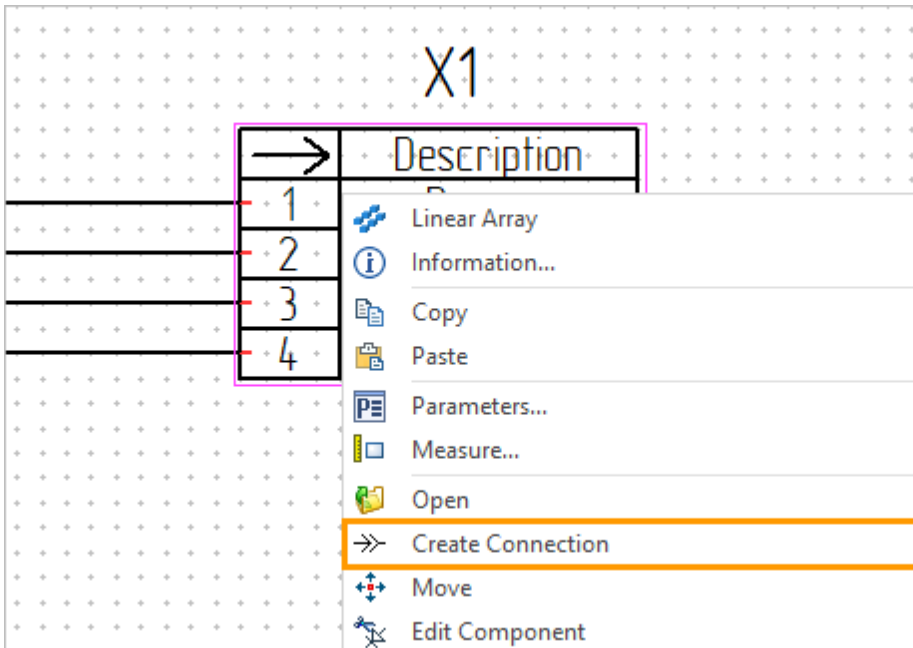 X1
Description
1
2
3
4
Linear Array
Information...
Copy
Paste
Parameters...
Measure...
Open
Create Connection
Move
Edit Component